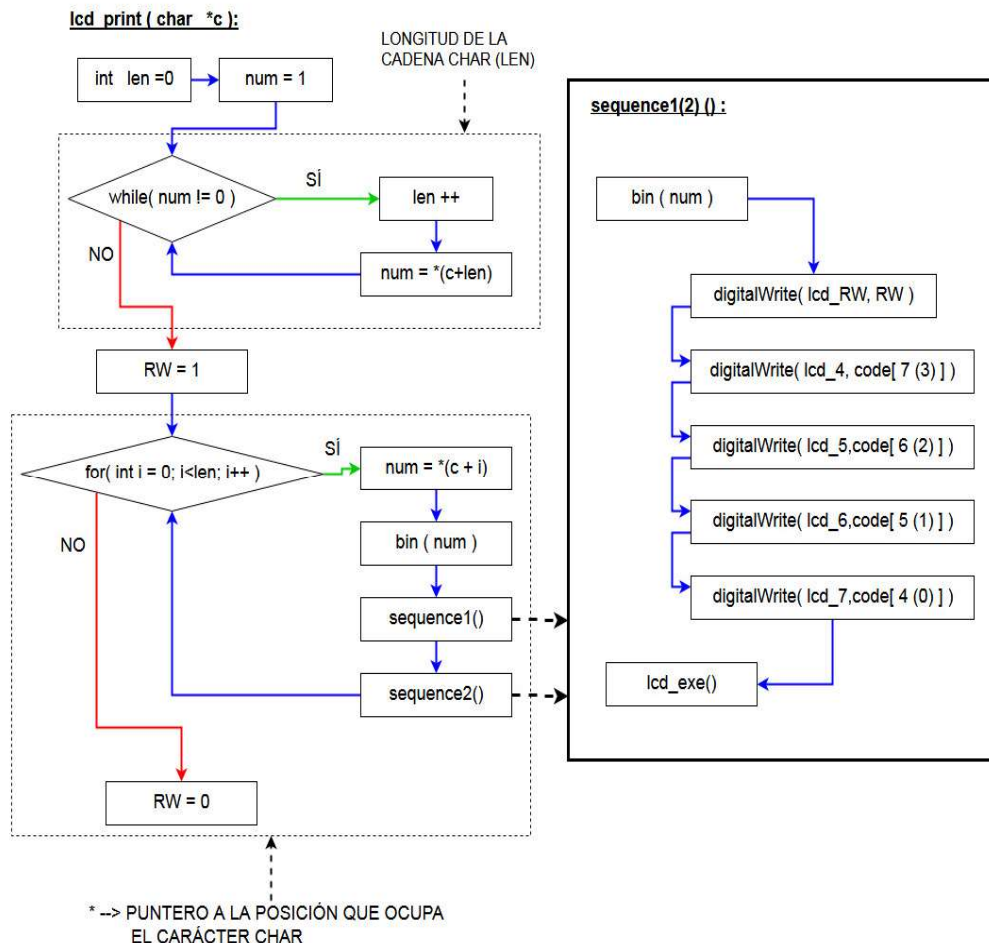 lcd_print ( char *c ):
LONGITUD DE LA
CADENA CHAR (LEN)
int len =0
num = 1
while( num != 0 )
SÍ
len ++
NO
num = *(c+len)
RW = 1
for( int i = 0; i<len; i++ )
SÍ
num = *(c + i)
NO
bin ( num )
sequence1()
sequence2()
RW = 0
* --> PUNTERO A LA POSICIÓN QUE OCUPA
EL CARÁCTER CHAR
sequence1(2) () :
bin ( num )
digitalWrite( lcd_RW, RW )
digitalWrite( lcd_4, code[ 7 (3) ] )
digitalWrite( lcd_5,code[ 6 (2) ] )
digitalWrite( lcd_6,code[ 5 (1) ] )
digitalWrite( lcd_7,code[ 4 (0) ] )
lcd_exe()